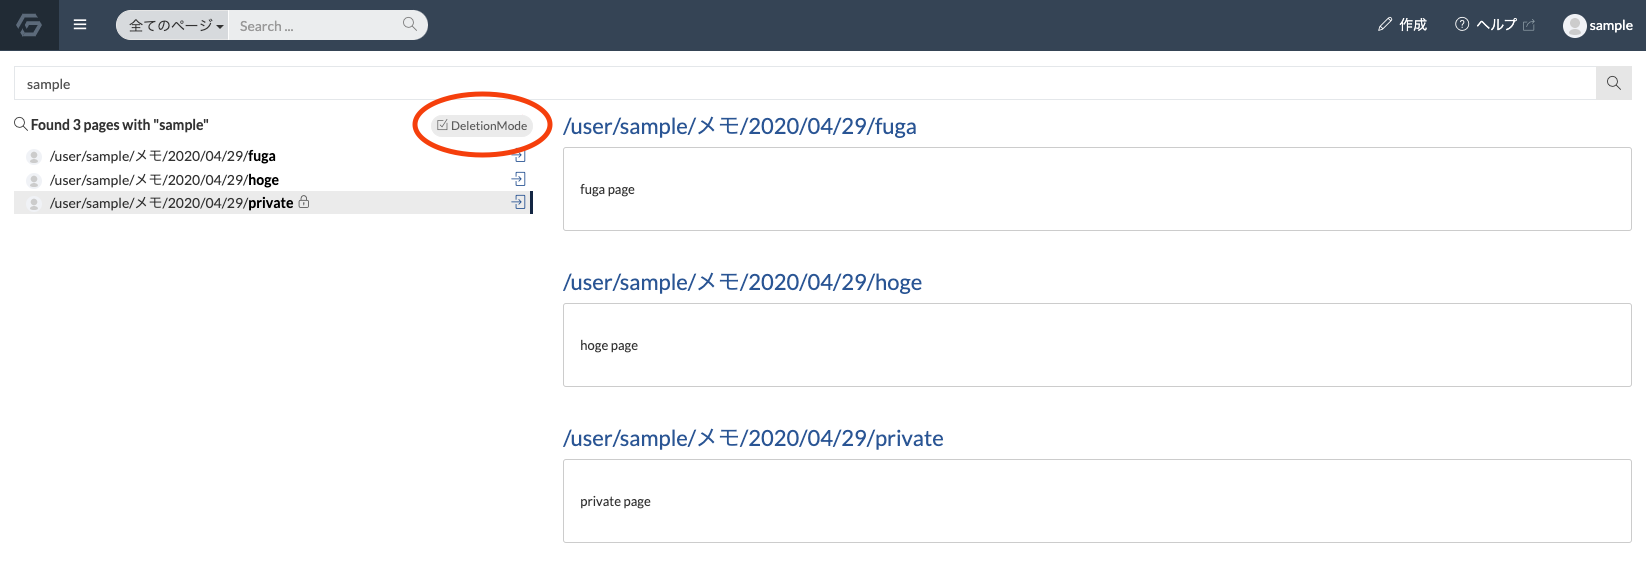 全てのページ Search ... 作成 ヘルプ sample
sample
Found 3 pages with "sample" DeletionMode
/user/sample/メモ/2020/04/29/fuga
/user/sample/メモ/2020/04/29/hoge
/user/sample/メモ/2020/04/29/private
/user/sample/メモ/2020/04/29/fuga
fuga page
/user/sample/メモ/2020/04/29/hoge
hoge page
/user/sample/メモ/2020/04/29/private
private page